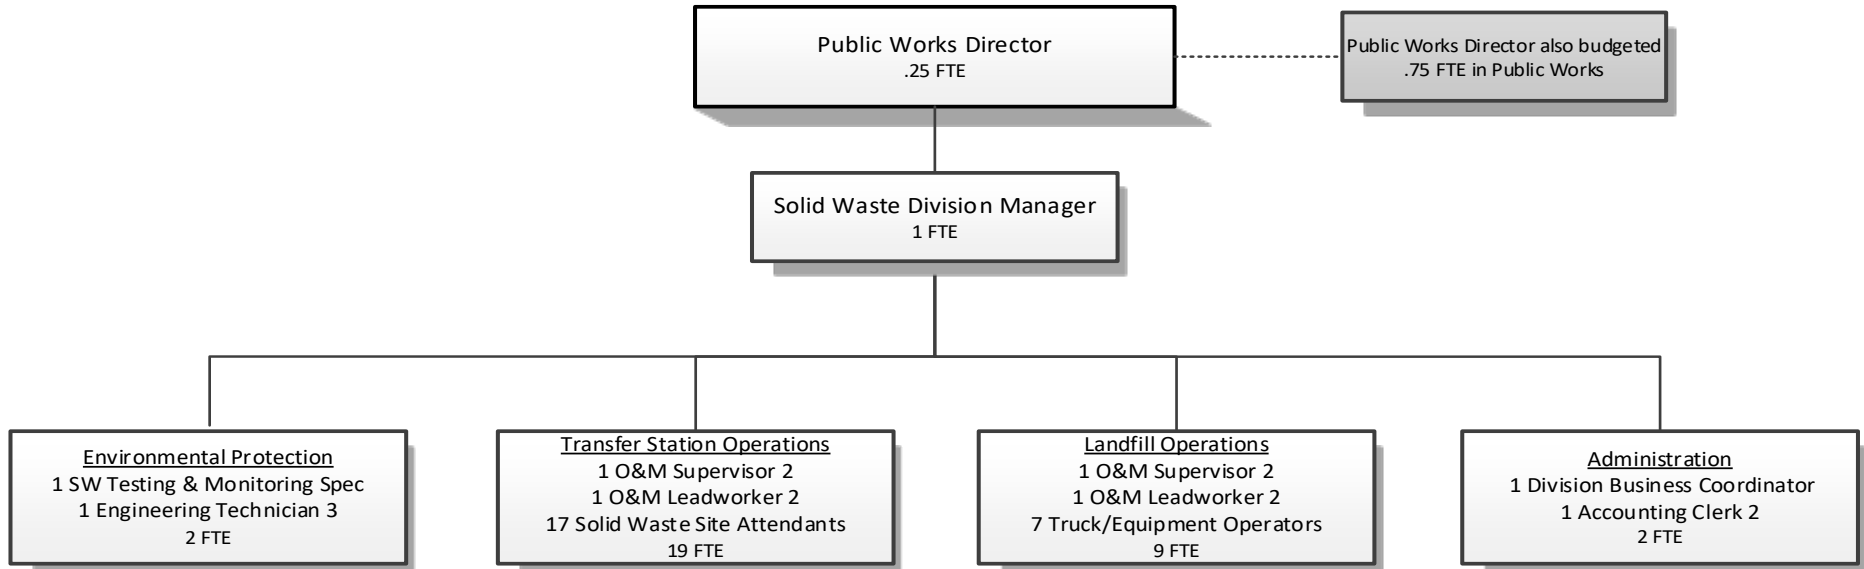 Public Works Director
.25 FTE
Public Works Director also budgeted
.75 FTE in Public Works
Solid Waste Division Manager
1 FTE
Environmental Protection
1 SW Testing & Monitoring Spec
1 Engineering Technician 3
2 FTE
Transfer Station Operations
1 O&M Supervisor 2
1 O&M Leadworker 2
17 Solid Waste Site Attendants
19 FTE
Landfill Operations
1 O&M Supervisor 2
1 O&M Leadworker 2
7 Truck/Equipment Operators
9 FTE
Administration
1 Division Business Coordinator
1 Accounting Clerk 2
2 FTE